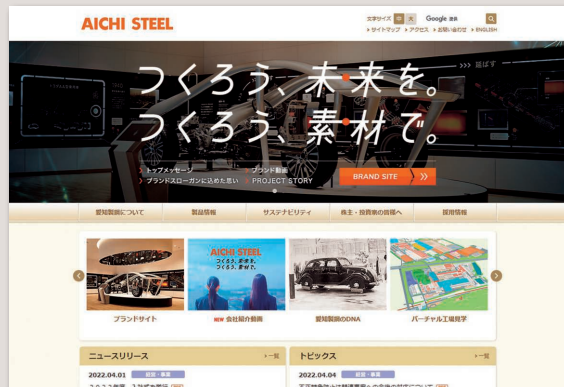 AICHI STEEL
文字サイズ 中 大 Google 提供
サイトマップ アクセス お問い合わせ ENGLISH
>>> 延ばす
つくろう、未来を。
つくろう、素材で。
トップメッセージ ブランド動画
ブランドスローガンに込めた思い PROJECT STORY
BRAND SITE
愛知製鋼について 製品情報 サステナビリティ 株主・投資家の皆様へ 採用情報
AICHI STEEL
つくろう、未来を。
つくろう、素材で。
ブランドサイト NEW 会社紹介動画 愛知製鋼のDNA バーチャル工場見学
ニュースリリース 一覧 トピックス 一覧
2022.04.01 経営・事業 2022.04.04 経営・事業